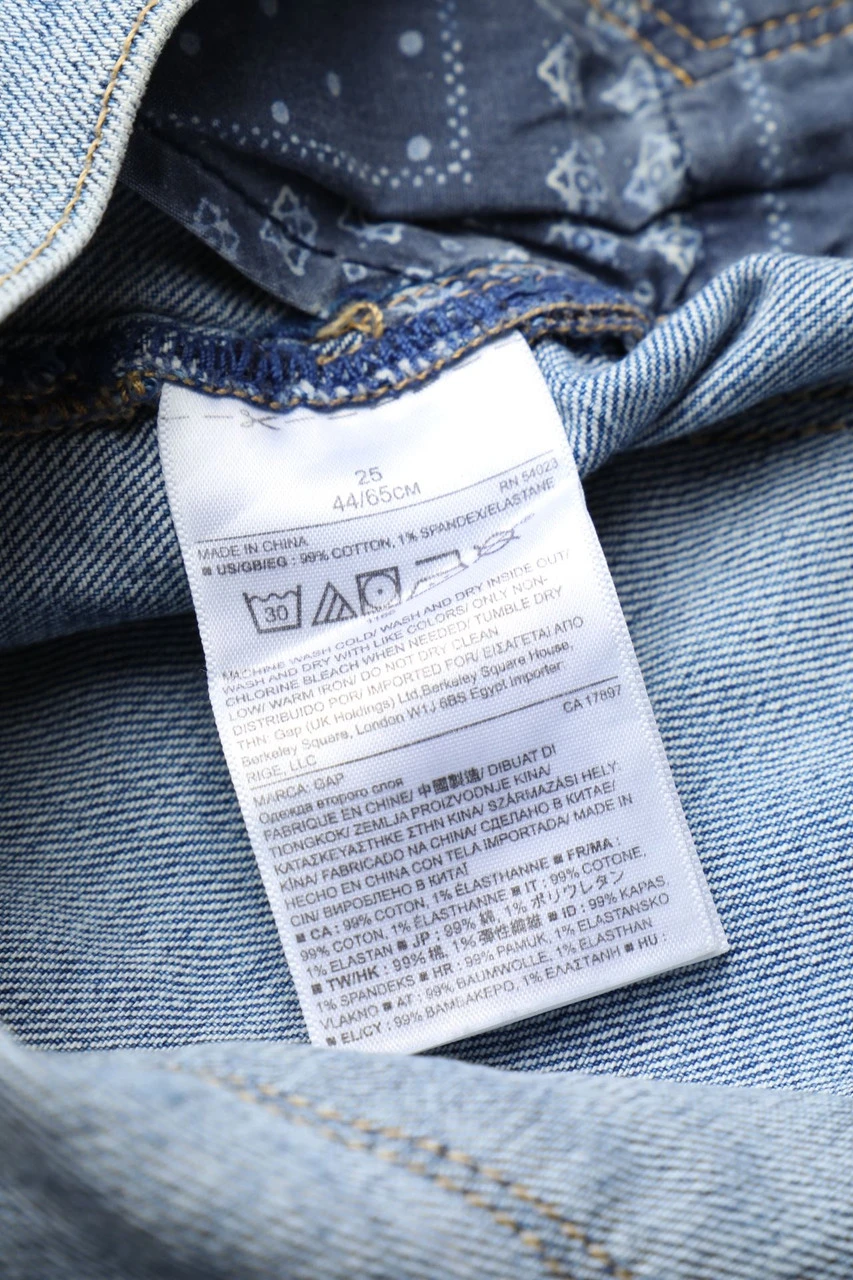 25
44/65CM
RN 54023
MADE IN CHINA
■ US/GB/EG : 99% COTTON, 1% SPANDEX/ELASTANE
30
MACHINE WASH COLD/ WASH AND DRY INSIDE OUT/
WASH AND DRY WITH LIKE COLORS/ ONLY NON-
CHLORINE BLEACH WHEN NEEDED/ TUMBLE DRY
LOW/ WARM IRON/ DO NOT DRY CLEAN
DISTRIBUIDO POR/ IMPORTED FOR/ ΕΙΣΑΓΕΤΑΙ ΑΠΟ
ΤΗΝ: Gap (UK Holdings) Ltd,Berkeley Square House,
Berkeley Square, London W1J 6BS Egypt Importer
RIGE, LLC
CA 17897
MARCA: GAP
Одежда второго слоя
FABRIQUE EN CHINE/ 中國製造/ DIBUAT DI
TIONGKOK/ ZEMLJA PROIZVODNJE KINA/
ΚΑΤΑΣΚΕΥΑΣΤΗΚΕ ΣΤΗΝ ΚΙΝΑ/ SZÁRMAZÁSI HELY:
KÍNA/ FABRICADO NA CHINA/ СДЕЛАНО В КИТАЕ/
HECHO EN CHINA CON TELA IMPORTADA/ MADE IN
CIN/ ВИРОБЛЕНО В КИТАЇ
■ CA : 99% COTON, 1% ÉLASTHANNE ■ FR/MA :
99% COTON, 1% ÉLASTHANNE ■ IT : 99% COTONE,
1% ELASTAN ■ JP : 99% 綿, 1% ポリウレタン
■ TW/HK : 99% 棉, 1% 彈性纖維 ■ ID : 99% KAPAS,
1% SPANDEKS ■ HR : 99% PAMUK, 1% ELASTANSKO
VLAKNO ■ AT : 99% BAUMWOLLE, 1% ELASTHAN
■ EL/CY : 99% ΒΑΜΒΑΚΕΡΟ, 1% ΕΛΑΣΤΑΝΗ ■ HU :